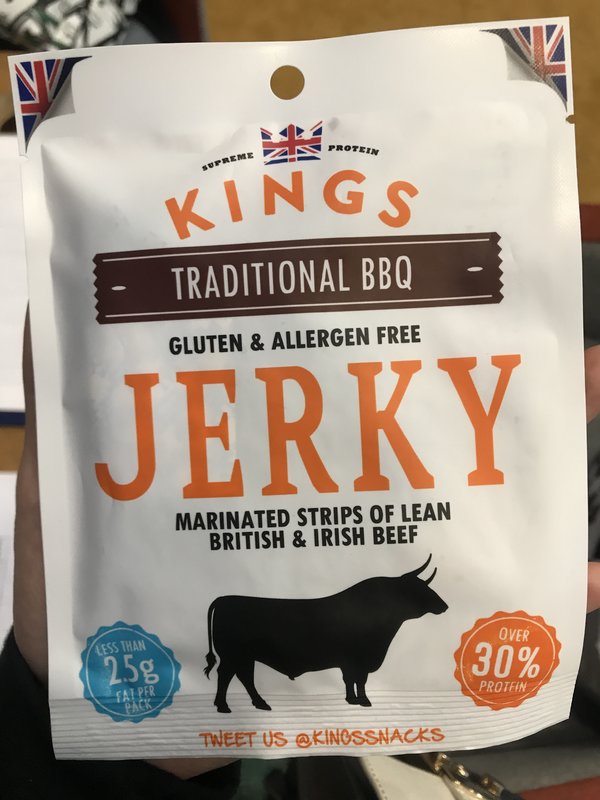 SUPREME PROTEIN
KINGS
TRADITIONAL BBQ
GLUTEN & ALLERGEN FREE
JERKY
MARINATED STRIPS OF LEAN
BRITISH & IRISH BEEF
LESS THAN
2.5g
FAT PER
PACK
OVER
30%
PROTEIN
TWEET US @KINGSSNACKS